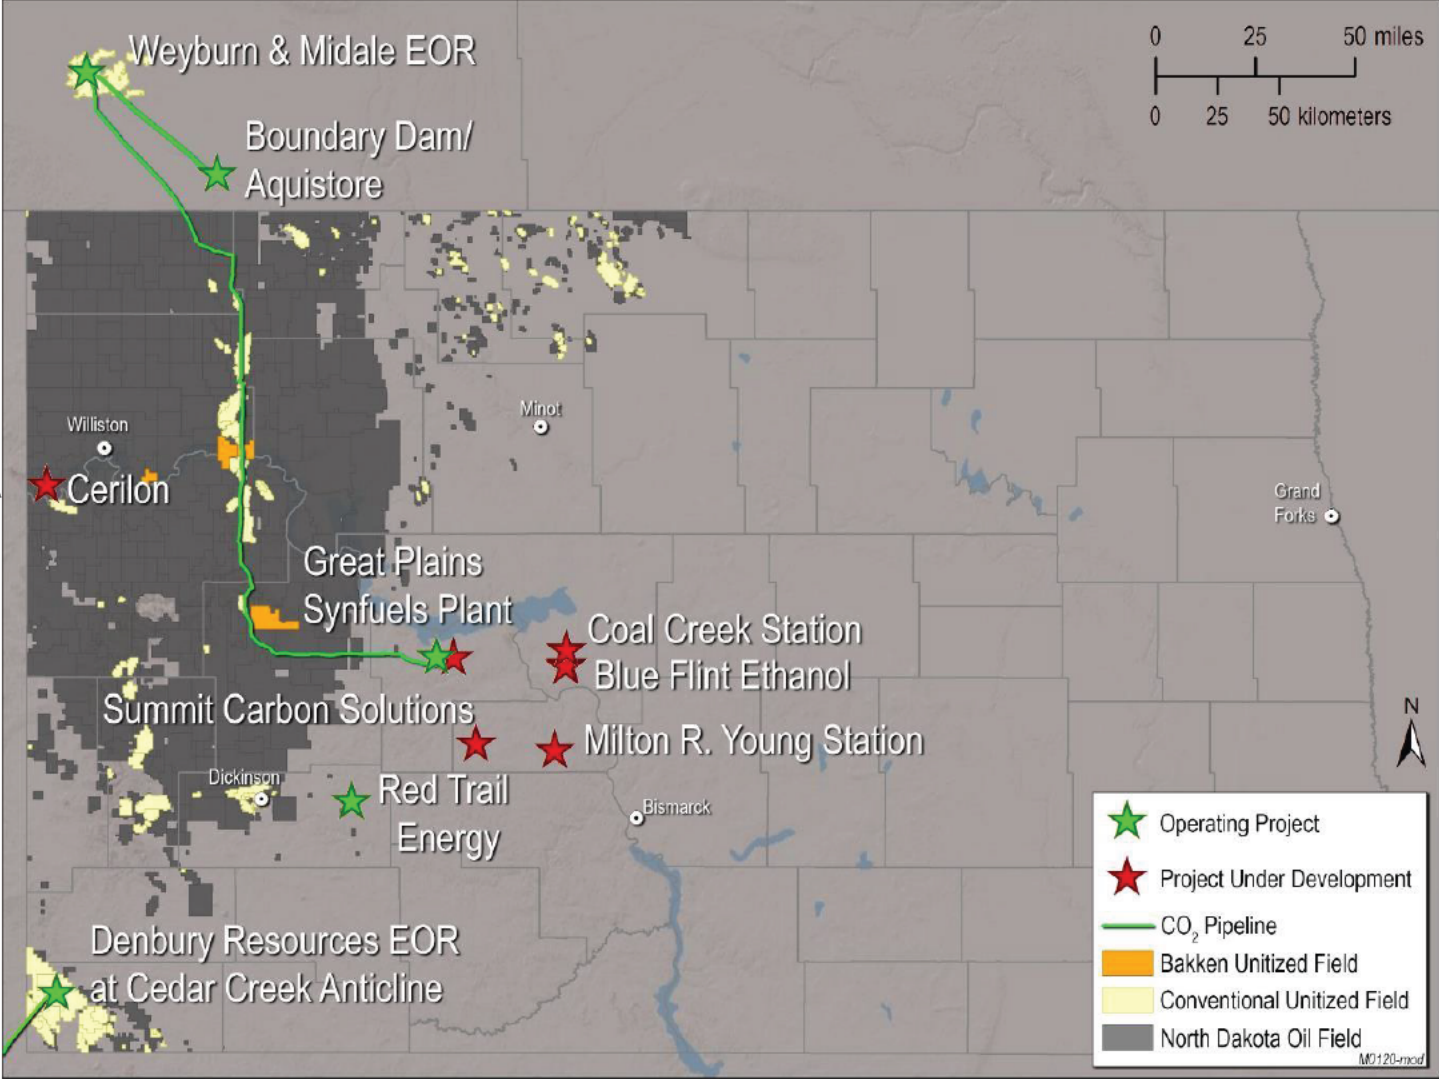 Weyburn & Midale EOR
0 25 50 miles
0 25 50 kilometers
Boundary Dam/
Aquistore
Williston
Minot
Cerilon
Grand
Forks
Great Plains
Synfuels Plant
Coal Creek Station
Blue Flint Ethanol
Summit Carbon Solutions
Milton R. Young Station
N
Dickinson
Red Trail
Energy
Bismarck
Denbury Resources EOR
at Cedar Creek Anticline
Operating Project
Project Under Development
CO₂ Pipeline
Bakken Unitized Field
Conventional Unitized Field
North Dakota Oil Field
M0120-mod